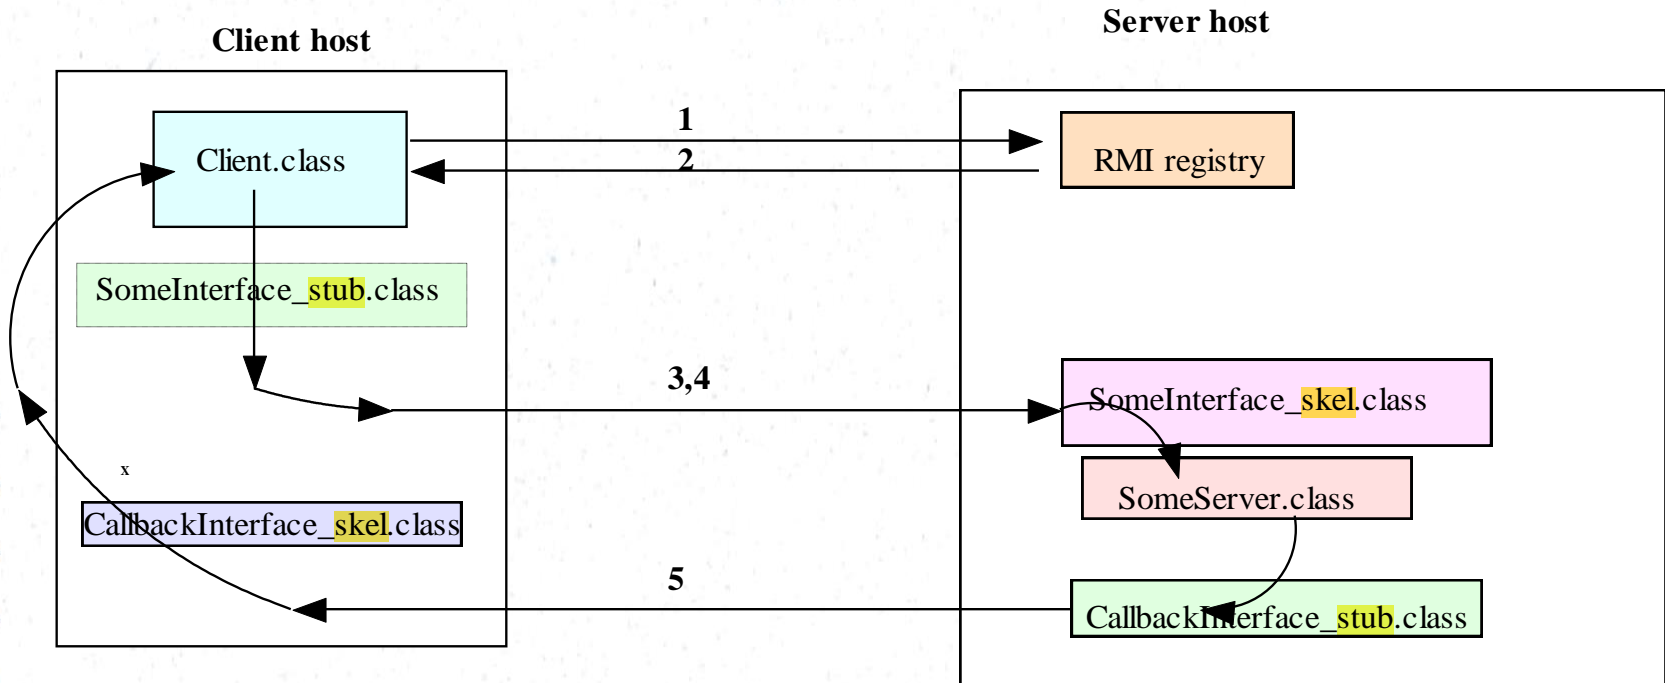 Server host
Client host
1
Client.class
2
RMI registry
SomeInterface_stub.class
3,4
SomeInterface_skel.class
x
SomeServer.class
CallbackInterface_skel.class
5
CallbackInterface_stub.class